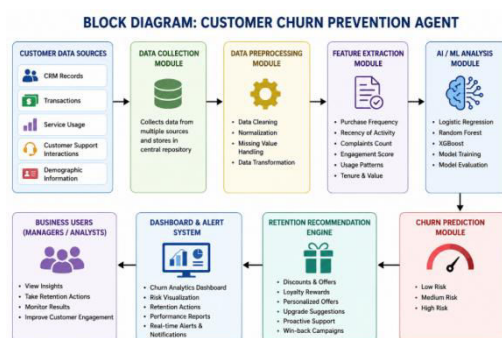 BLOCK DIAGRAM: CUSTOMER CHURN PREVENTION AGENT
CUSTOMER DATA SOURCES
CRM Records
Transactions
Service Usage
Customer Support
Interactions
Demographic
Information
DATA COLLECTION
MODULE
Collects data from
multiple sources
and stores in
central repository
DATA PREPROCESSING
MODULE
• Data Cleaning
• Normalization
• Missing Value
Handling
• Data Transformation
FEATURE EXTRACTION
MODULE
• Purchase Frequency
• Recency of Activity
• Complaints Count
• Engagement Score
• Usage Patterns
• Tenure & Value
AI / ML ANALYSIS
MODULE
• Logistic Regression
• Random Forest
• XGBoost
• Model Training
• Model Evaluation
BUSINESS USERS
(MANAGERS / ANALYSTS)
• View Insights
• Take Retention Actions
• Monitor Results
• Improve Customer Engagement
DASHBOARD & ALERT
SYSTEM
• Churn Analytics Dashboard
• Risk Visualization
• Retention Actions
• Performance Reports
• Real-time Alerts &
Notifications
RETENTION RECOMMENDATION
ENGINE
• Discounts & Offers
• Loyalty Rewards
• Personalized Offers
• Upgrade Suggestions
• Proactive Support
• Win-back Campaigns
CHURN PREDICTION
MODULE
• Low Risk
• Medium Risk
• High Risk